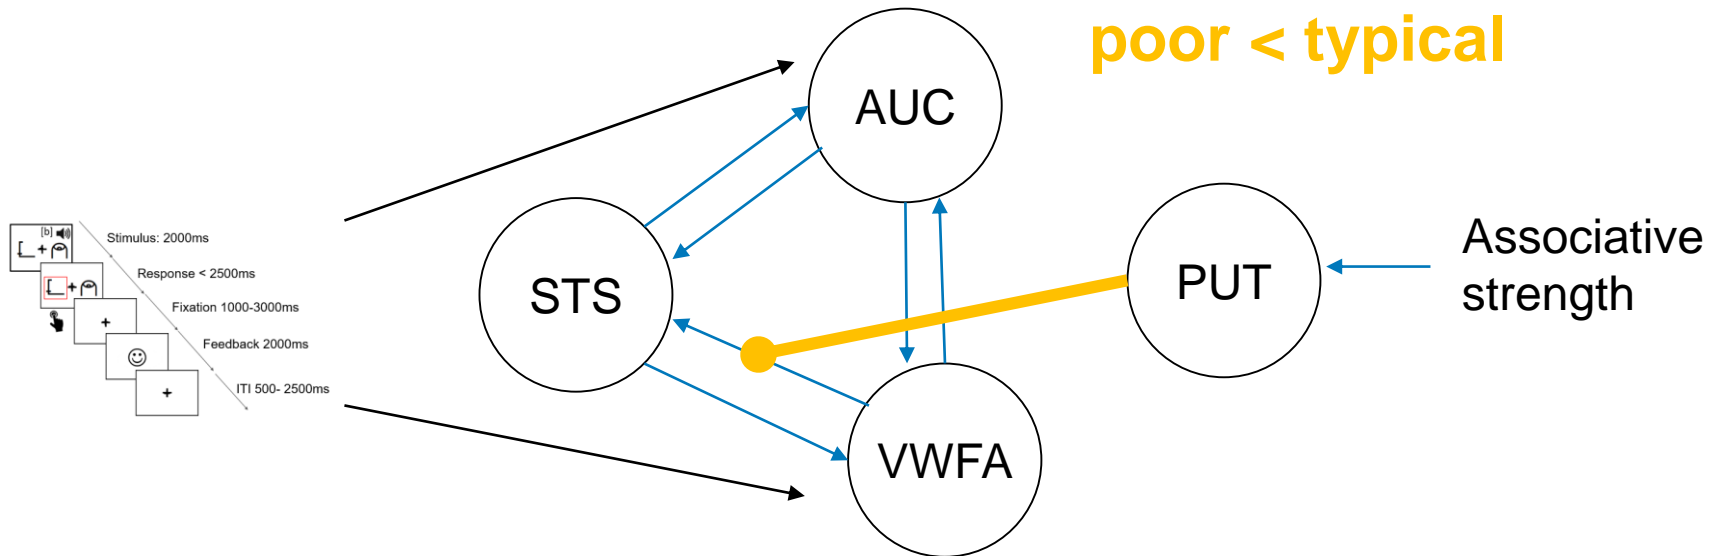 poor < typical
AUC
STS
PUT
VWFA
Associative
strength
[b]
Stimulus: 2000ms
Response < 2500ms
Fixation 1000-3000ms
Feedback 2000ms
ITI 500- 2500ms